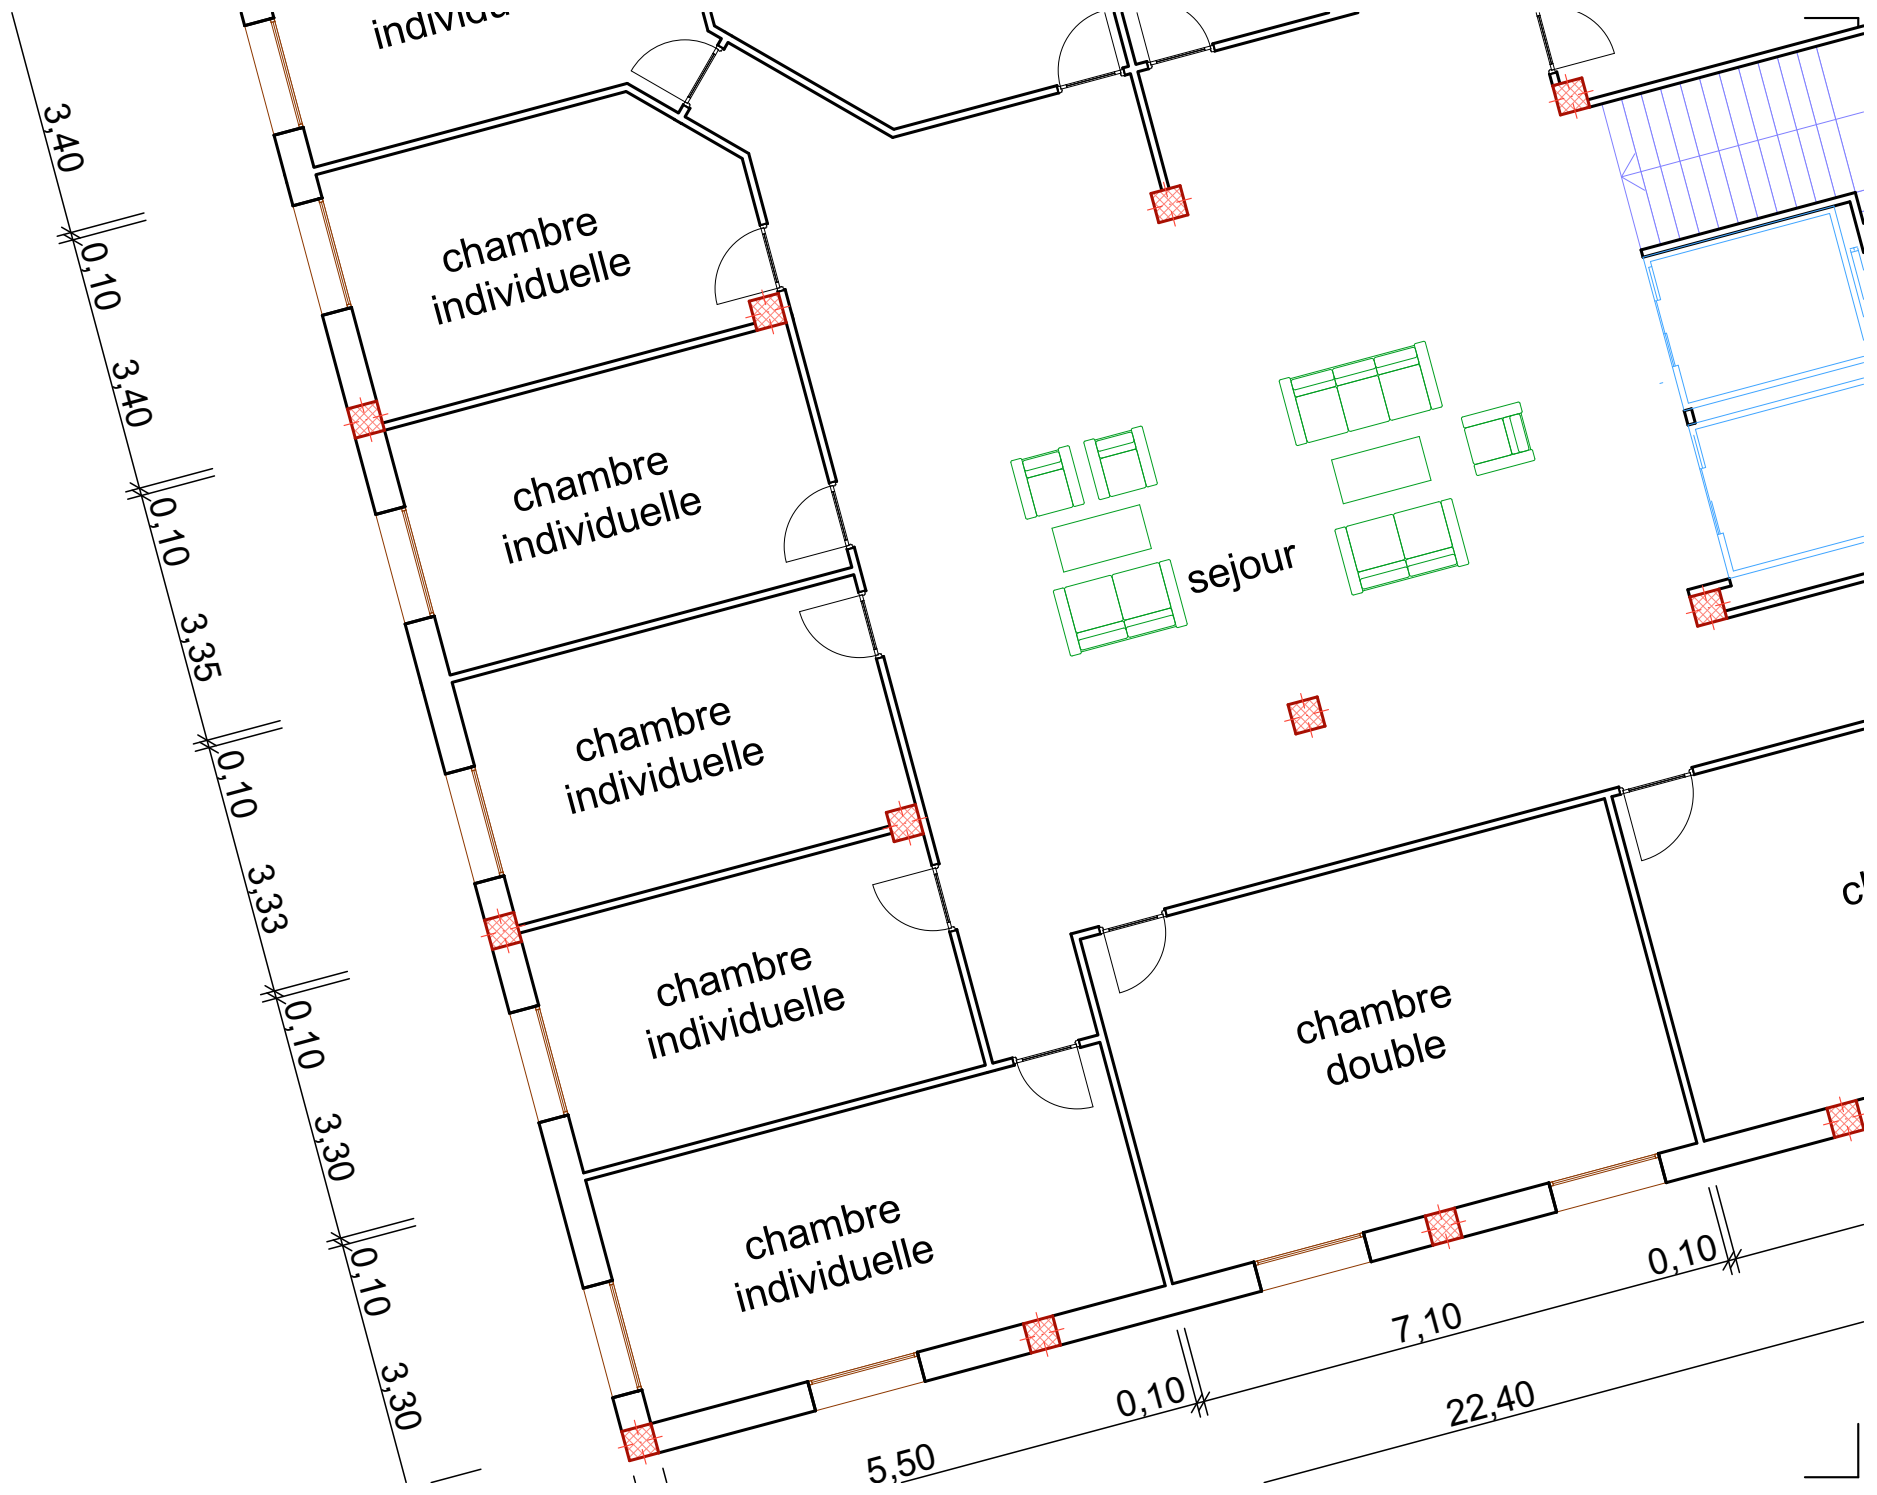 individu
chambre
individuelle
chambre
individuelle
sejour
chambre
individuelle
chambre
individuelle
chambre
double
chambre
individuelle
3,40
0,10
3,40
0,10
3,35
0,10
3,33
0,10
3,30
0,10
3,30
5,50
0,10
7,10
0,10
22,40